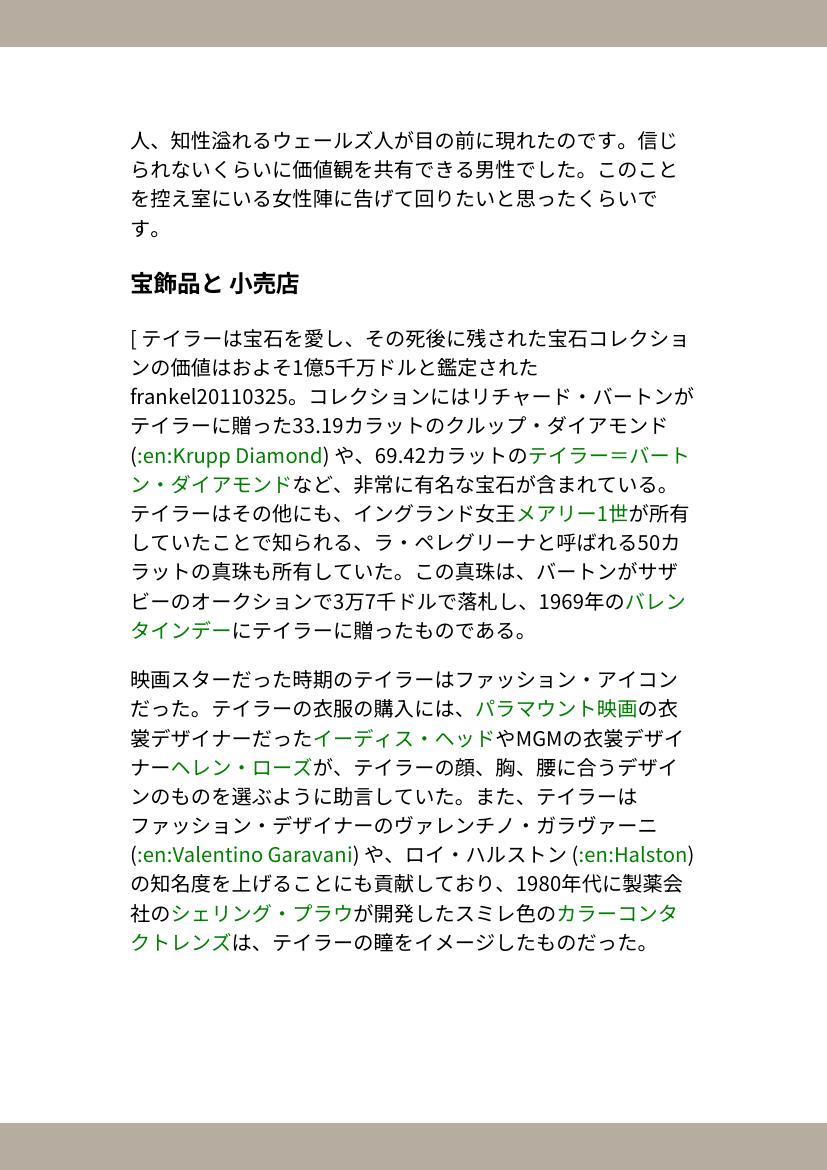 人、知性溢れるウェールズ人が目の前に現れたのです。信じ
られないくらいに価値観を共有できる男性でした。このこと
を控え室にいる女性陣に告げて回りたいと思ったくらいで
す。
宝飾品と 小売店
[ テイラーは宝石を愛し、その死後に残された宝石コレクショ
ンの価値はおよそ1億5千万ドルと鑑定された
frankel20110325。コレクションにはリチャード・バートンが
テイラーに贈った33.19カラットのクルップ・ダイアモンド
(:en:Krupp Diamond) や、69.42カラットのテイラー＝バート
ン・ダイアモンドなど、非常に有名な宝石が含まれている。
テイラーはその他にも、イングランド女王メアリー1世が所有
していたことで知られる、ラ・ペレグリーナと呼ばれる50カ
ラットの真珠も所有していた。この真珠は、バートンがサザ
ビーのオークションで3万7千ドルで落札し、1969年のバレン
タインデーにテイラーに贈ったものである。
映画スターだった時期のテイラーはファッション・アイコン
だった。テイラーの衣服の購入には、パラマウント映画の衣
裳デザイナーだったイーディス・ヘッドやMGMの衣裳デザイ
ナーヘレン・ローズが、テイラーの顔、胸、腰に合うデザイ
ンのものを選ぶように助言していた。また、テイラーは
ファッション・デザイナーのヴァレンチノ・ガラヴァーニ
(:en:Valentino Garavani) や、ロイ・ハルストン (:en:Halston)
の知名度を上げることにも貢献しており、1980年代に製薬会
社のシェリング・プラウが開発したスミレ色のカラーコンタ
クトレンズは、テイラーの瞳をイメージしたものだった。